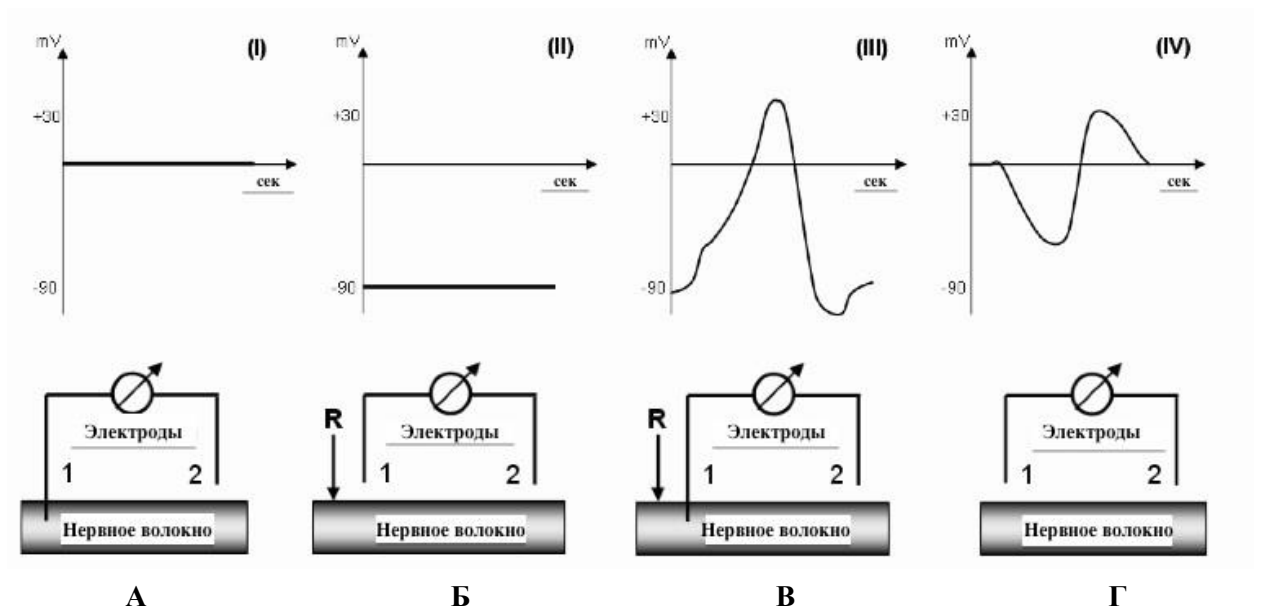 mV (I) mV (II) mV (III) mV (IV)
+30 +30 +30 +30
сек сек сек сек
-90 -90 -90 -90
R R
Электроды Электроды Электроды Электроды
1 2 1 2 1 2 1 2
Нервное волокно Нервное волокно Нервное волокно Нервное волокно
А Б В Г